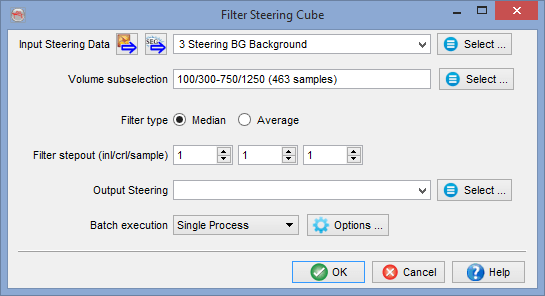 Filter Steering Cube
Input Steering Data SEG 3 Steering BG Background Select ...
Volume subselection 100/300-750/1250 (463 samples) Select ...
Filter type Median Average
Filter stepout (inl/crl/sample) 1 1 1
Output Steering Select ...
Batch execution Single Process Options ...
OK Cancel Help